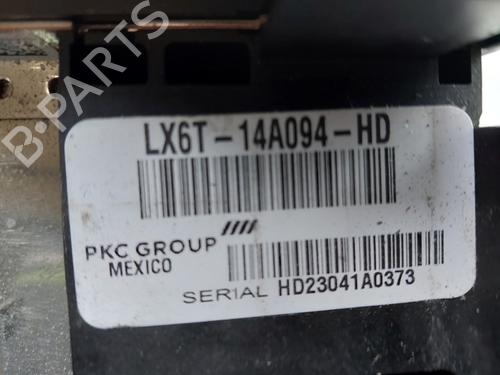 LX6T-14A094-HD
PKC GROUP
MEXICO
SERIAL HD23041A0373
B-PARTS